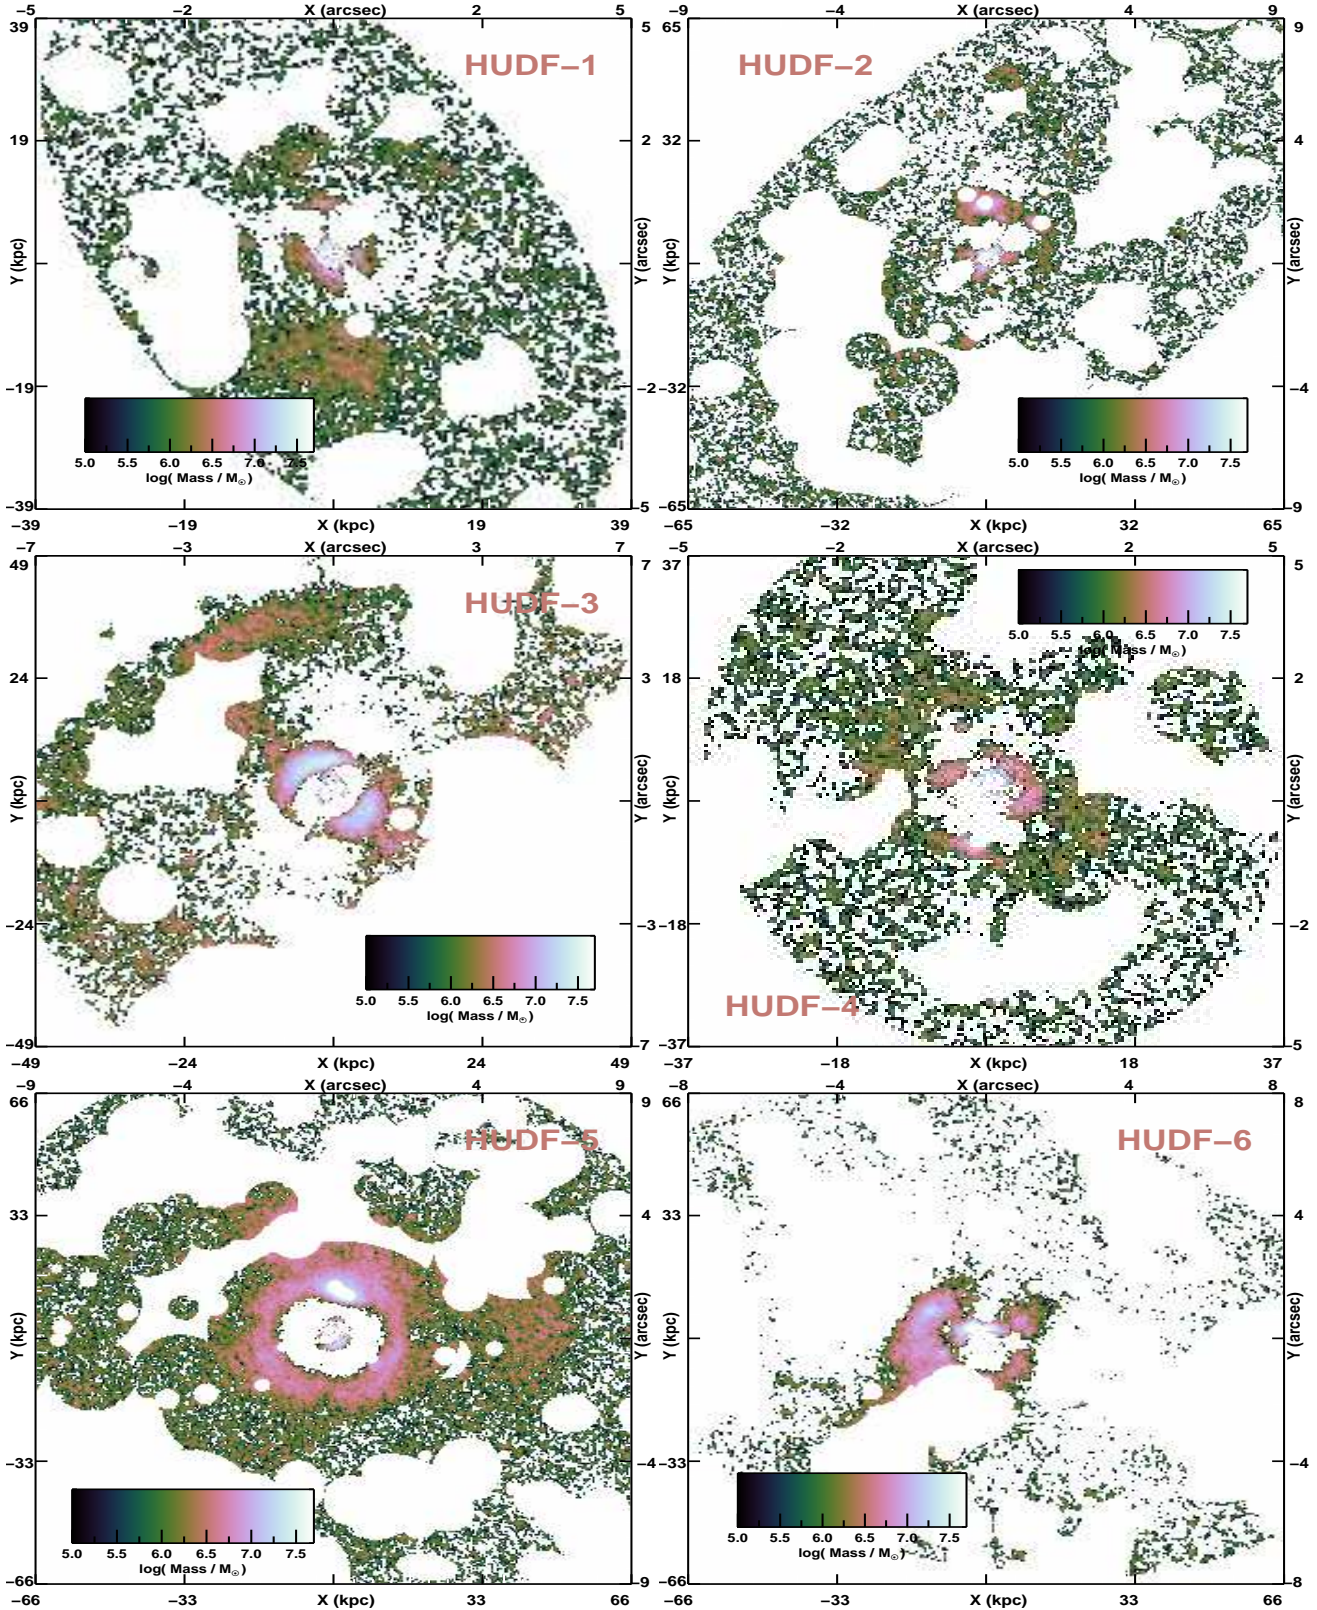 −5 −2 X (arcsec) 2 5
39 19 Y (kpc) −19 −39
5 2 Y (arcsec) −2 −5
HUDF−1
5.0 5.5 6.0 6.5 7.0 7.5
log( Mass / M☉)
−39 −19 X (kpc) 19 39
−9 −4 X (arcsec) 4 9
65 32 Y (kpc) −32 −65
9 4 Y (arcsec) −4 −9
HUDF−2
5.0 5.5 6.0 6.5 7.0 7.5
log( Mass / M☉)
−65 −32 X (kpc) 32 65
−7 −3 X (arcsec) 3 7
49 24 Y (kpc) −24 −49
7 3 Y (arcsec) −3 −7
HUDF−3
5.0 5.5 6.0 6.5 7.0 7.5
log( Mass / M☉)
−49 −24 X (kpc) 24 49
−5 −2 X (arcsec) 2 5
37 18 Y (kpc) −18 −37
5 2 Y (arcsec) −2 −5
5.0 5.5 6.0 6.5 7.0 7.5
log( Mass / M☉)
HUDF−4
−37 −18 X (kpc) 18 37
−9 −4 X (arcsec) 4 9
66 33 Y (kpc) −33 −66
9 4 Y (arcsec) −4 −9
HUDF−5
5.0 5.5 6.0 6.5 7.0 7.5
log( Mass / M☉)
−66 −33 X (kpc) 33 66
−8 −4 X (arcsec) 4 8
66 33 Y (kpc) −33 −66
8 4 Y (arcsec) −4 −8
HUDF−6
5.0 5.5 6.0 6.5 7.0 7.5
log( Mass / M☉)
−66 −33 X (kpc) 33 66